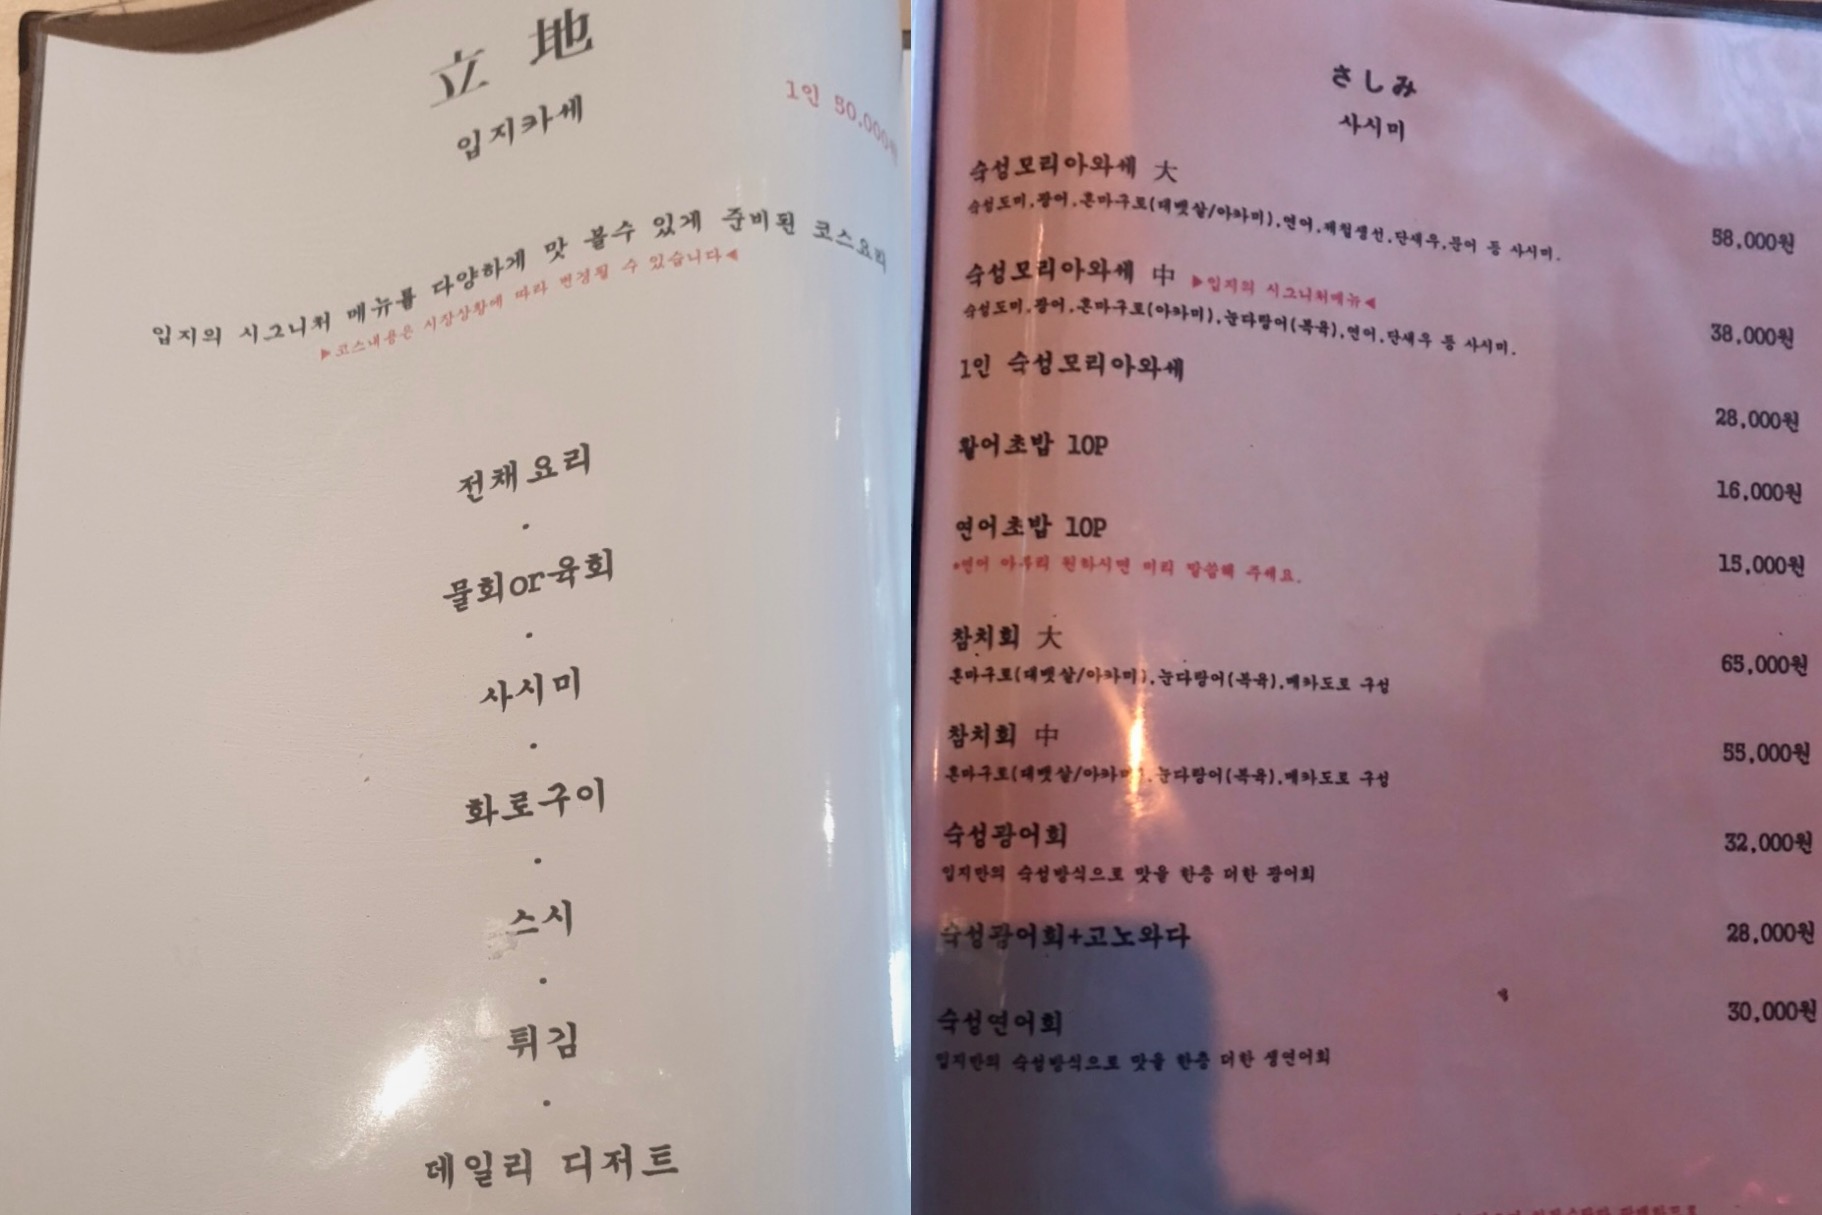 立地
입지카세
1인 50,000원
입지의 시그니처 메뉴를 다양하게 맛 볼수 있게 준비된 코스요리
▶코스내용은 시장상황에 따라 변경될 수 있습니다◀
전채요리
·
물회or육회
·
사시미
·
화로구이
·
스시
·
튀김
·
데일리 디저트
さしみ
사시미
숙성모리아와세 大
숙성도미,광어,혼마구로(대뱃살/아카미),연어,제철생선,단새우,문어 등 사시미.
58,000원
숙성모리아와세 中 ▶입지의 시그니처메뉴◀
숙성도미,광어,혼마구로(아카미),눈다랑어(복육),연어,단새우 등 사시미.
38,000원
1인 숙성모리아와세
28,000원
활어초밥 10P
16,000원
연어초밥 10P
15,000원
*연어 아부리 원하시면 미리 말씀해 주세요.
참치회 大
65,000원
혼마구로(대뱃살/아카미),눈다랑어(복육),메카도로 구성
참치회 中
55,000원
혼마구로(대뱃살/아카미),눈다랑어(복육),메카도로 구성
숙성광어회
32,000원
입지만의 숙성방식으로 맛을 한층 더한 광어회
숙성광어회+고노와다
28,000원
숙성연어회
30,000원
입지만의 숙성방식으로 맛을 한층 더한 생연어회